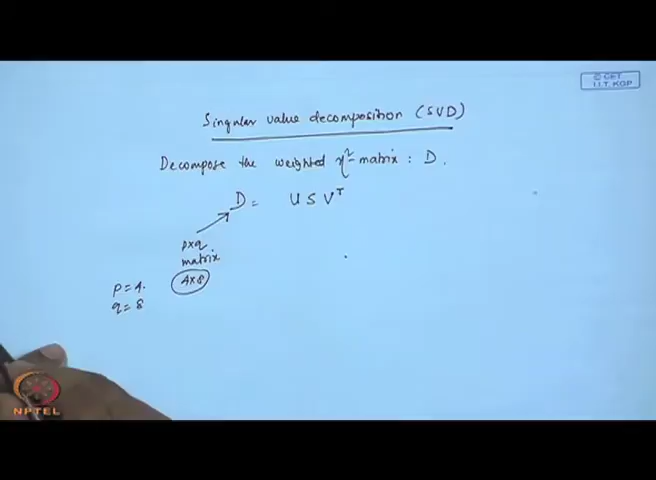 © CET
I.I.T. KGP
Singular value decomposition (SVD)
Decompose the weighted χ²-matrix : D.
D = U S V^T
p×q
matrix
4×8
p = 4.
q = 8
NPTEL